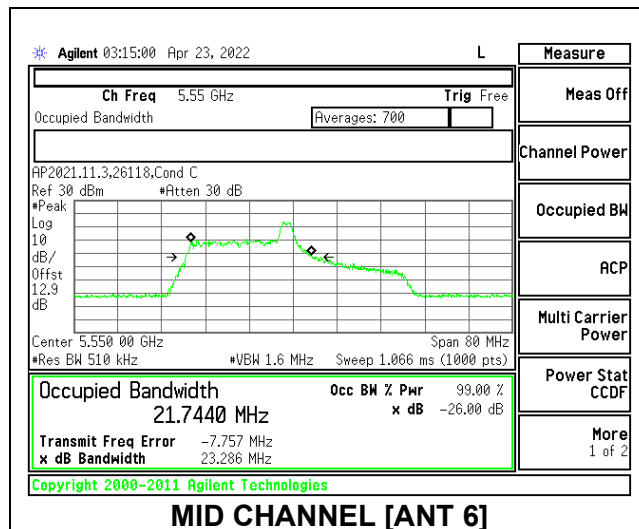 Agilent 03:15:00 Apr 23, 2022 L Measure
Ch Freq 5.55 GHz Trig Free
Meas Off
Occupied Bandwidth Averages: 700
Channel Power
AP2021.11.3,26118,Cond C
Ref 30 dBm #Atten 30 dB
#Peak
Log
10
dB/
Offst
12.9
dB
Occupied BW
ACP
Multi Carrier
Power
Center 5.550 00 GHz Span 80 MHz
#Res BW 510 kHz #VBW 1.6 MHz Sweep 1.066 ms (1000 pts)
Power Stat
CCDF
Occupied Bandwidth Occ BW % Pwr 99.00 %
21.7440 MHz x dB -26.00 dB
Transmit Freq Error -7.757 MHz
x dB Bandwidth 23.286 MHz
More
1 of 2
Copyright 2000-2011 Agilent Technologies
MID CHANNEL [ANT 6]